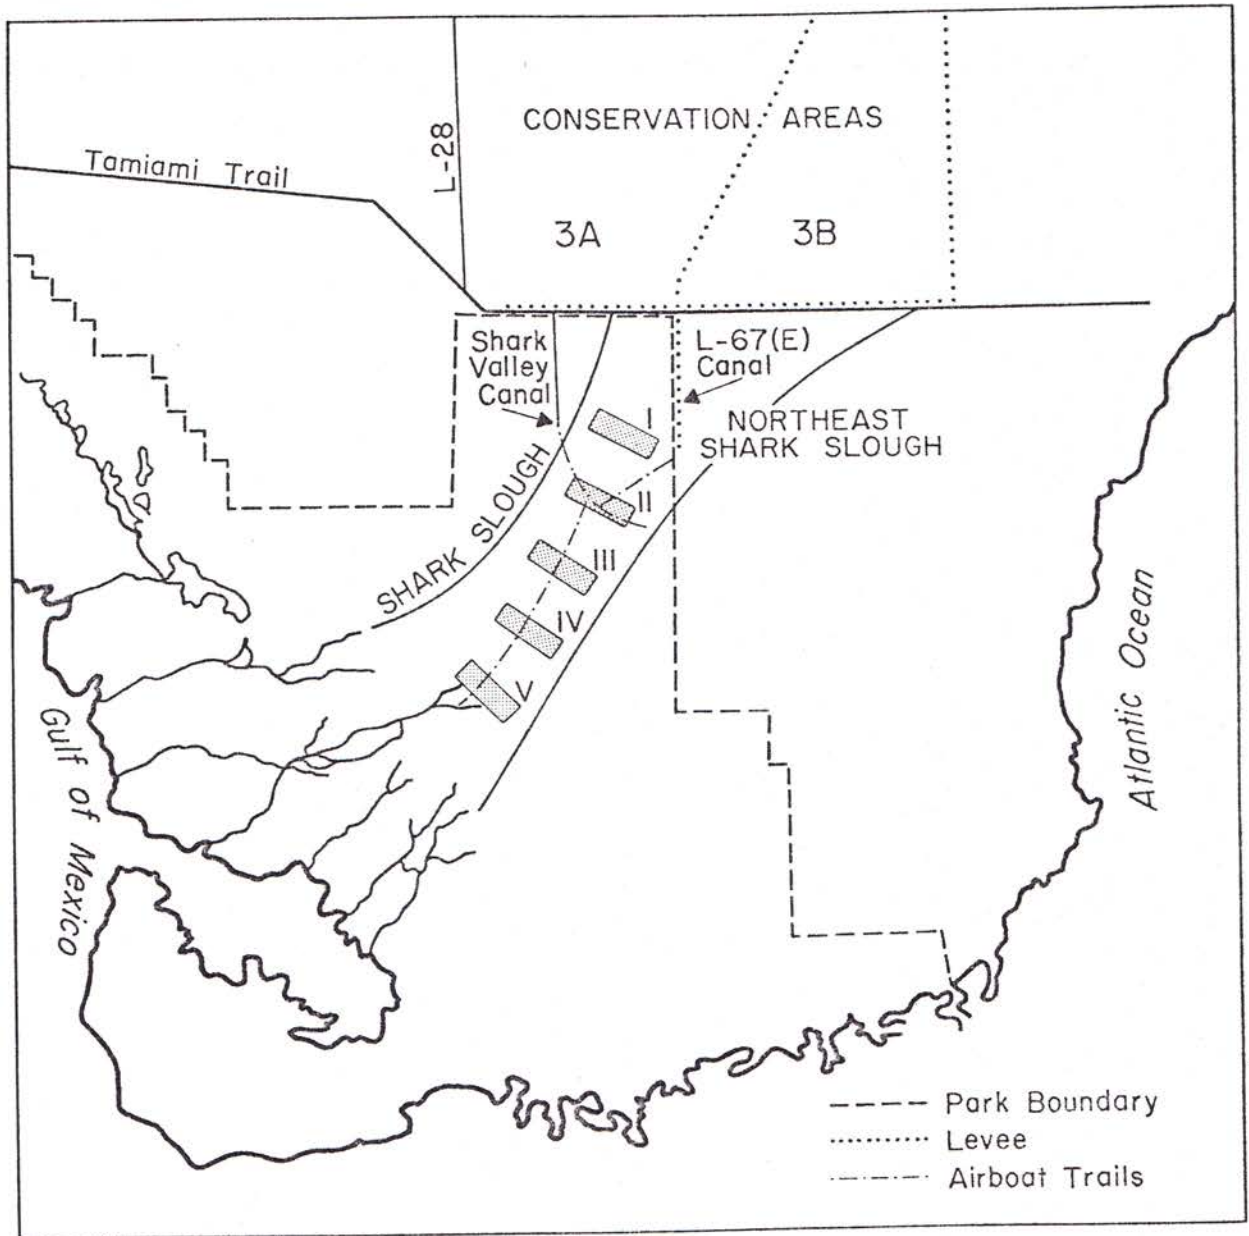 CONSERVATION AREAS
L-28
Tamiami Trail
3A
3B
Shark
Valley
Canal
L-67(E)
Canal
I
NORTHEAST
SHARK SLOUGH
SHARK SLOUGH
II
III
IV
V
Gulf of Mexico
Atlantic Ocean
Park Boundary
Levee
Airboat Trails